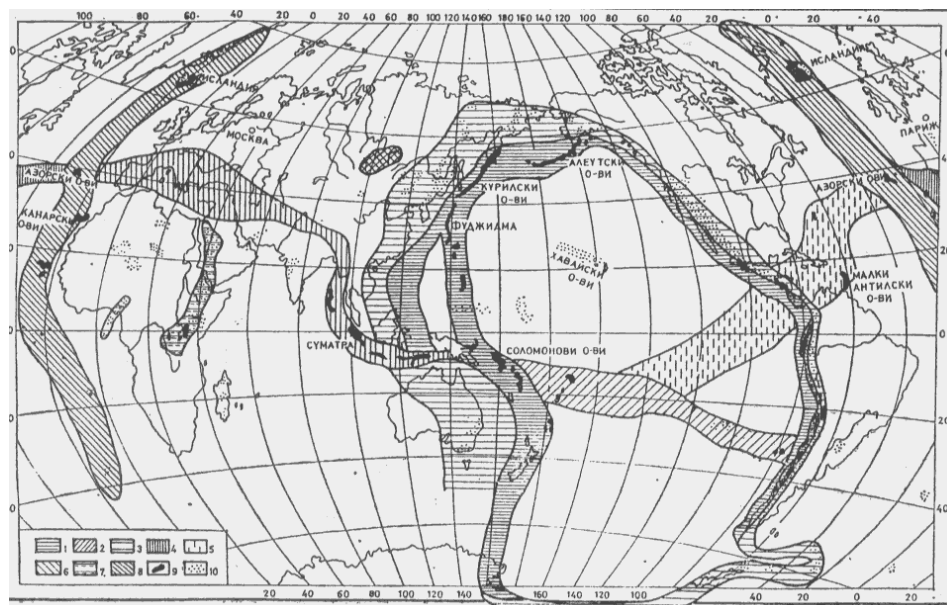 100 80 60 40 20 0 20 40 60 80 100 120 140 160 180 160 140 120 100 80 60 40 20 0 20 40
ИСЛАНДИЯ
МОСКВА
ИСЛАНДИЯ
ПАРИЖ
АЗОРСКИ О-ВИ
АЛЕУТСКИ
О-ВИ
КУРИЛСКИ
О-ВИ
АЗОРСКИ О-ВИ
КАНАРСКИ
О-ВИ
ХАВАЙСКИ
О-ВИ
МАЛКИ
АНТИЛСКИ
О-ВИ
СУМАТРА
СОЛОМОНОВИ О-ВИ
0
20
40
1 2 3 4 5
6 7 8 9 10
20 0 20 40 60 80 100 120 140 160 140 120 100 80 60 40 20